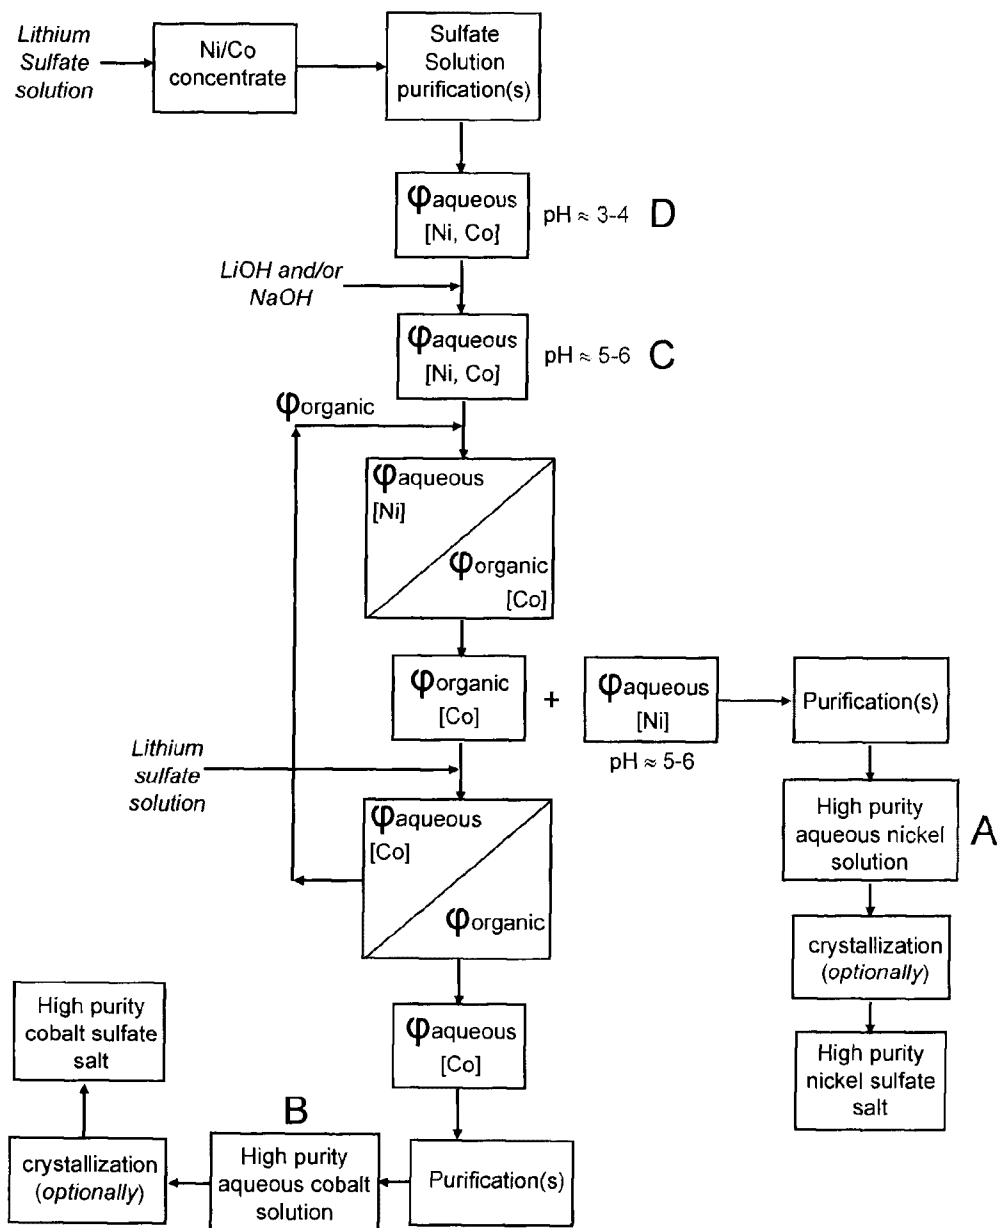 Lithium
Sulfate
solution
Ni/Co
concentrate
Sulfate
Solution
purification(s)
φaqueous
[Ni, Co]
pH ≈ 3-4 D
LiOH and/or
NaOH
φaqueous
[Ni, Co]
pH ≈ 5-6 C
φorganic
φaqueous
[Ni]
φorganic
[Co]
φorganic
[Co]
+
φaqueous
[Ni]
pH ≈ 5-6
Purification(s)
Lithium
sulfate
solution
φaqueous
[Co]
φorganic
High purity
aqueous nickel
solution
A
crystallization
(optionally)
High purity
nickel sulfate
salt
φaqueous
[Co]
High purity
cobalt sulfate
salt
B
crystallization
(optionally)
High purity
aqueous cobalt
solution
Purification(s)